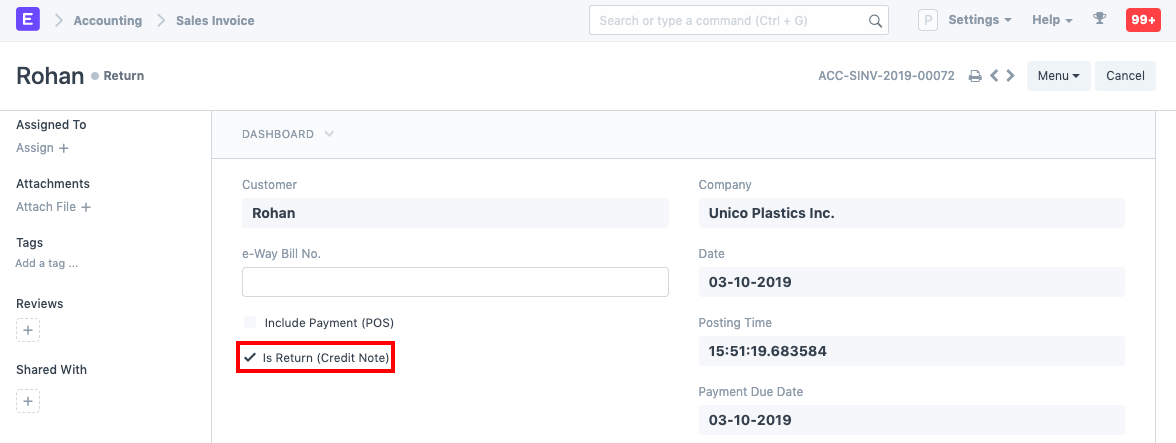 E Accounting Sales Invoice Search or type a command (Ctrl + G) P Settings Help 99+
Rohan Return ACC-SINV-2019-00072 Menu Cancel
Assigned To
Assign +
Attachments
Attach File +
Tags
Add a tag ...
Reviews
+
Shared With
+
DASHBOARD
Customer
Rohan
e-Way Bill No.
Include Payment (POS)
Is Return (Credit Note)
Company
Unico Plastics Inc.
Date
03-10-2019
Posting Time
15:51:19.683584
Payment Due Date
03-10-2019